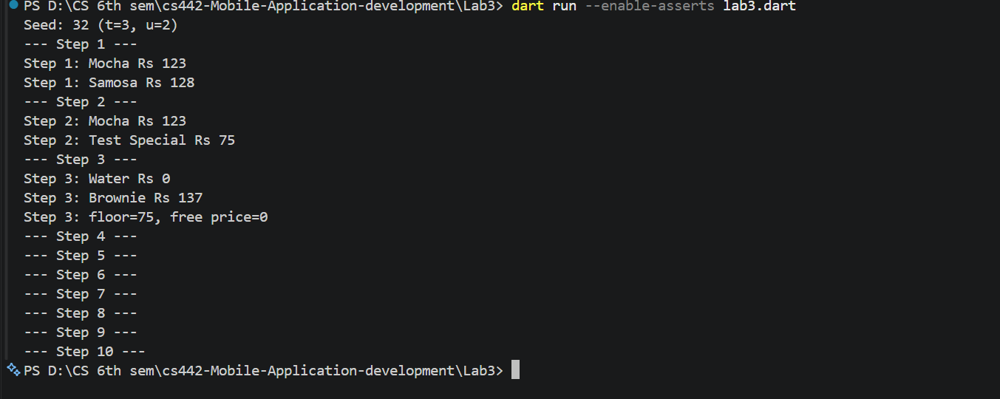 PS D:\CS 6th sem\cs442-Mobile-Application-development\Lab3> dart run --enable-asserts lab3.dart
Seed: 32 (t=3, u=2)
--- Step 1 ---
Step 1: Mocha Rs 123
Step 1: Samosa Rs 128
--- Step 2 ---
Step 2: Mocha Rs 123
Step 2: Test Special Rs 75
--- Step 3 ---
Step 3: Water Rs 0
Step 3: Brownie Rs 137
Step 3: floor=75, free price=0
--- Step 4 ---
--- Step 5 ---
--- Step 6 ---
--- Step 7 ---
--- Step 8 ---
--- Step 9 ---
--- Step 10 ---
PS D:\CS 6th sem\cs442-Mobile-Application-development\Lab3>